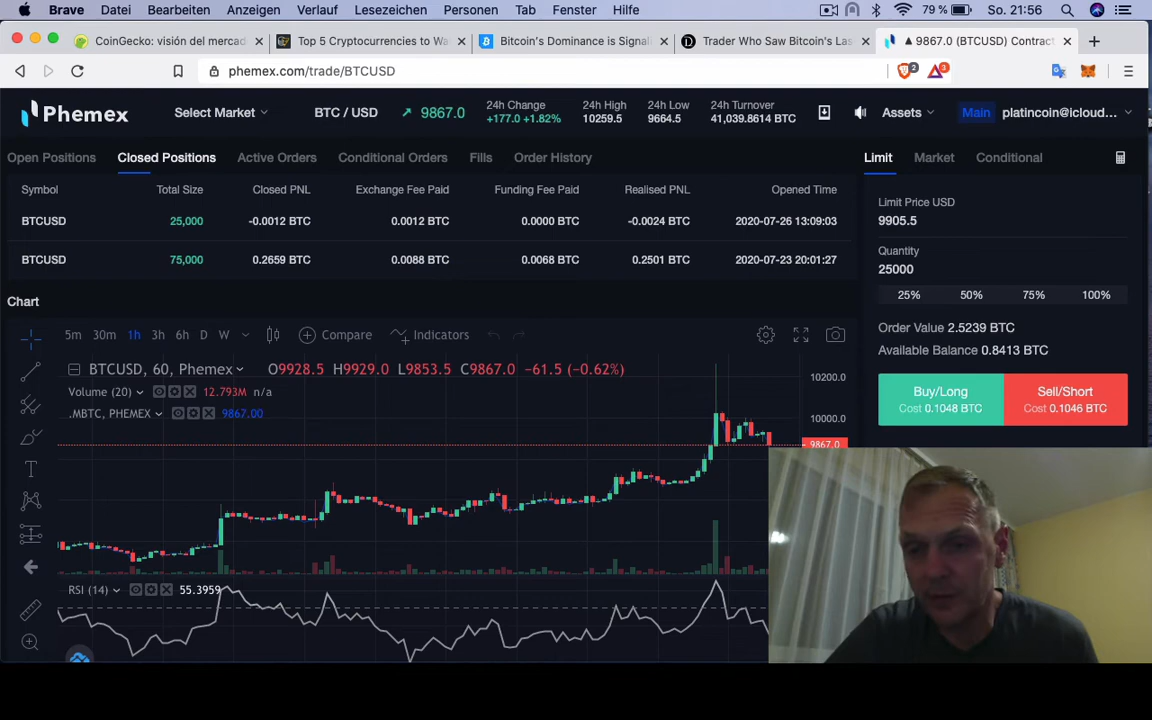 Brave Datei Bearbeiten Anzeigen Verlauf Lesezeichen Personen Tab Fenster Hilfe 79 % So. 21:56
CoinGecko: visión del mercad Top 5 Cryptocurrencies to Wa Bitcoin's Dominance is Signali Trader Who Saw Bitcoin's Las ▲ 9867.0 (BTCUSD) Contract
phemex.com/trade/BTCUSD 2 3
Phemex Select Market BTC / USD 9867.0 24h Change 24h High 24h Low 24h Turnover Assets Main platincoin@icloud...
+177.0 +1.82% 10259.5 9664.5 41,039.8614 BTC
Open Positions Closed Positions Active Orders Conditional Orders Fills Order History
Symbol Total Size Closed PNL Exchange Fee Paid Funding Fee Paid Realised PNL Opened Time
BTCUSD 25,000 -0.0012 BTC 0.0012 BTC 0.0000 BTC -0.0024 BTC 2020-07-26 13:09:03
BTCUSD 75,000 0.2659 BTC 0.0088 BTC 0.0068 BTC 0.2501 BTC 2020-07-23 20:01:27
Chart
5m 30m 1h 3h 6h D W Compare Indicators
BTCUSD, 60, Phemex O9928.5 H9929.0 L9853.5 C9867.0 −61.5 (−0.62%)
Volume (20) 12.793M n/a
.MBTC, PHEMEX 9867.00
10200.0
10000.0
9867.0
RSI (14) 55.3959
Limit Market Conditional
Limit Price USD
9905.5
Quantity
25000
25% 50% 75% 100%
Order Value 2.5239 BTC
Available Balance 0.8413 BTC
Buy/Long Sell/Short
Cost 0.1048 BTC Cost 0.1046 BTC